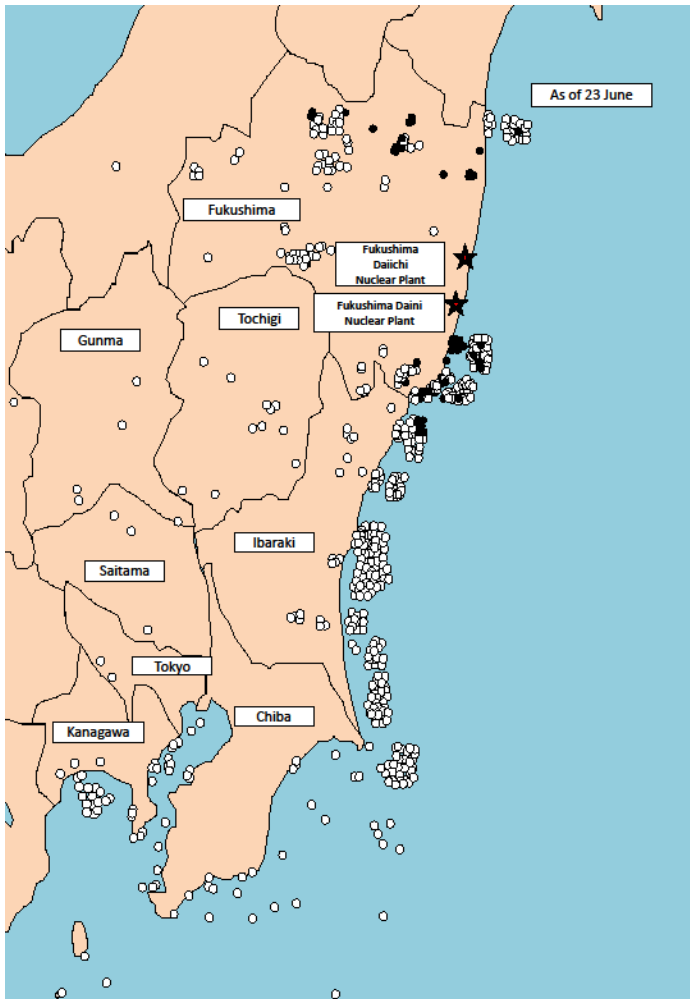 As of 23 June
Fukushima
Fukushima
Daiichi
Nuclear Plant
Fukushima Daini
Nuclear Plant
Tochigi
Gunma
Ibaraki
Saitama
Tokyo
Chiba
Kanagawa